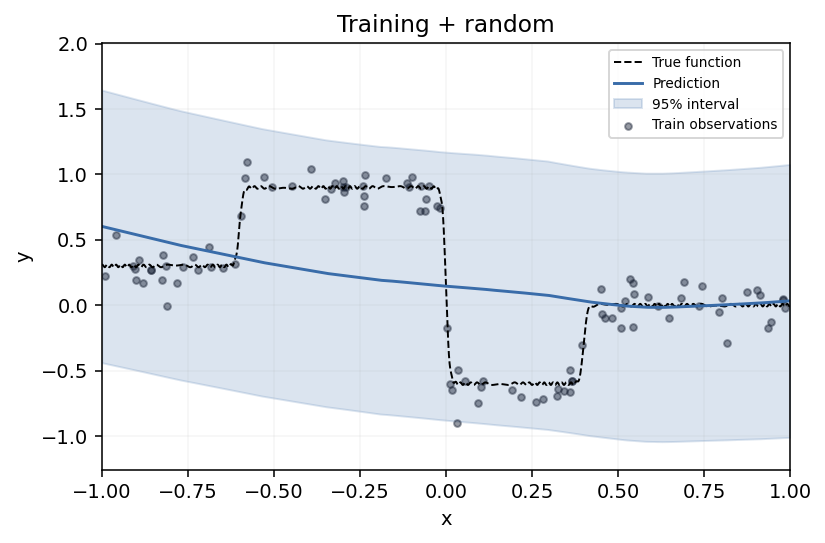 Training + random
2.0
1.5
1.0
0.5
0.0
−0.5
−1.0
y
−1.00 −0.75 −0.50 −0.25 0.00 0.25 0.50 0.75 1.00
x
True function
Prediction
95% interval
Train observations